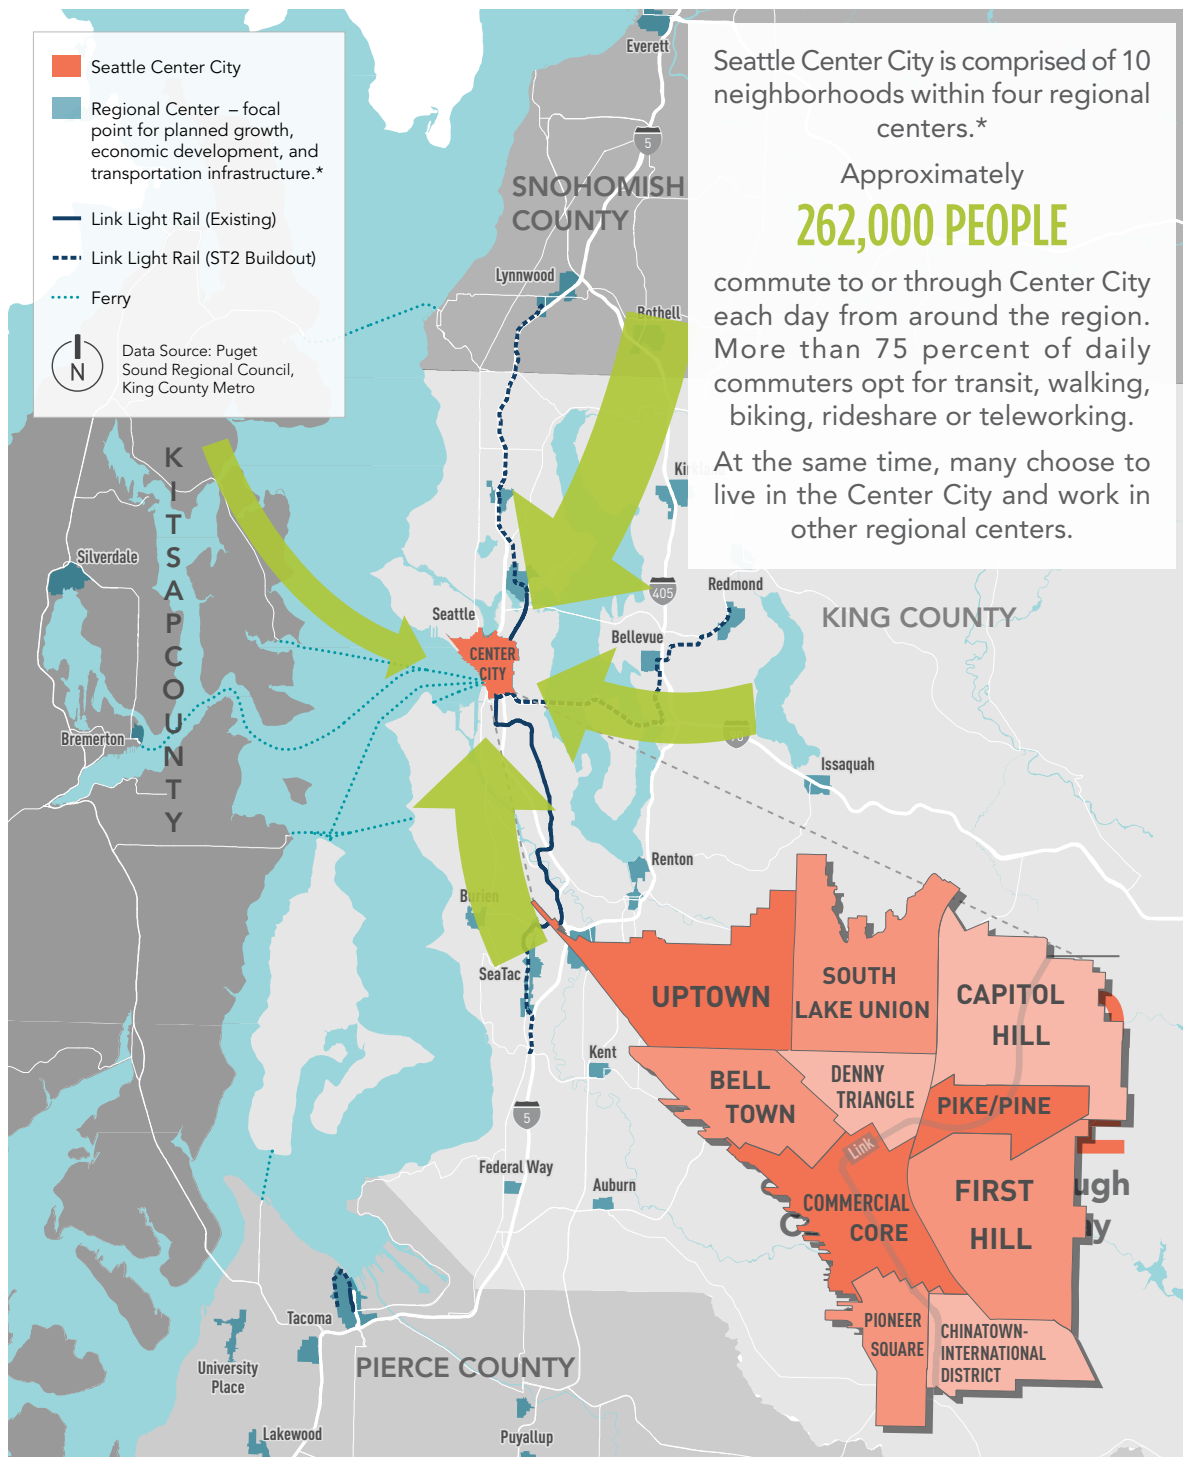 Seattle Center City
Regional Center – focal
point for planned growth,
economic development, and
transportation infrastructure.*
Link Light Rail (Existing)
Link Light Rail (ST2 Buildout)
Ferry
N
Data Source: Puget
Sound Regional Council,
King County Metro
Seattle Center City is comprised of 10
neighborhoods within four regional
centers.*
Approximately
262,000 PEOPLE
commute to or through Center City
each day from around the region.
More than 75 percent of daily
commuters opt for transit, walking,
biking, rideshare or teleworking.
At the same time, many choose to
live in the Center City and work in
other regional centers.
Everett
5
SNOHOMISH
COUNTY
Lynnwood
Bothell
KITSAP COUNTY
Silverdale
Bremerton
405
Redmond
KING COUNTY
Seattle
Bellevue
CENTER
CITY
Issaquah
Renton
Burien
SeaTac
Kent
5
Federal Way
Auburn
Tacoma
University
Place
PIERCE COUNTY
Lakewood
Puyallup
UPTOWN
SOUTH
LAKE UNION
CAPITOL
HILL
BELL
TOWN
DENNY
TRIANGLE
PIKE/PINE
Link
COMMERCIAL
CORE
FIRST
HILL
PIONEER
SQUARE
CHINATOWN-
INTERNATIONAL
DISTRICT